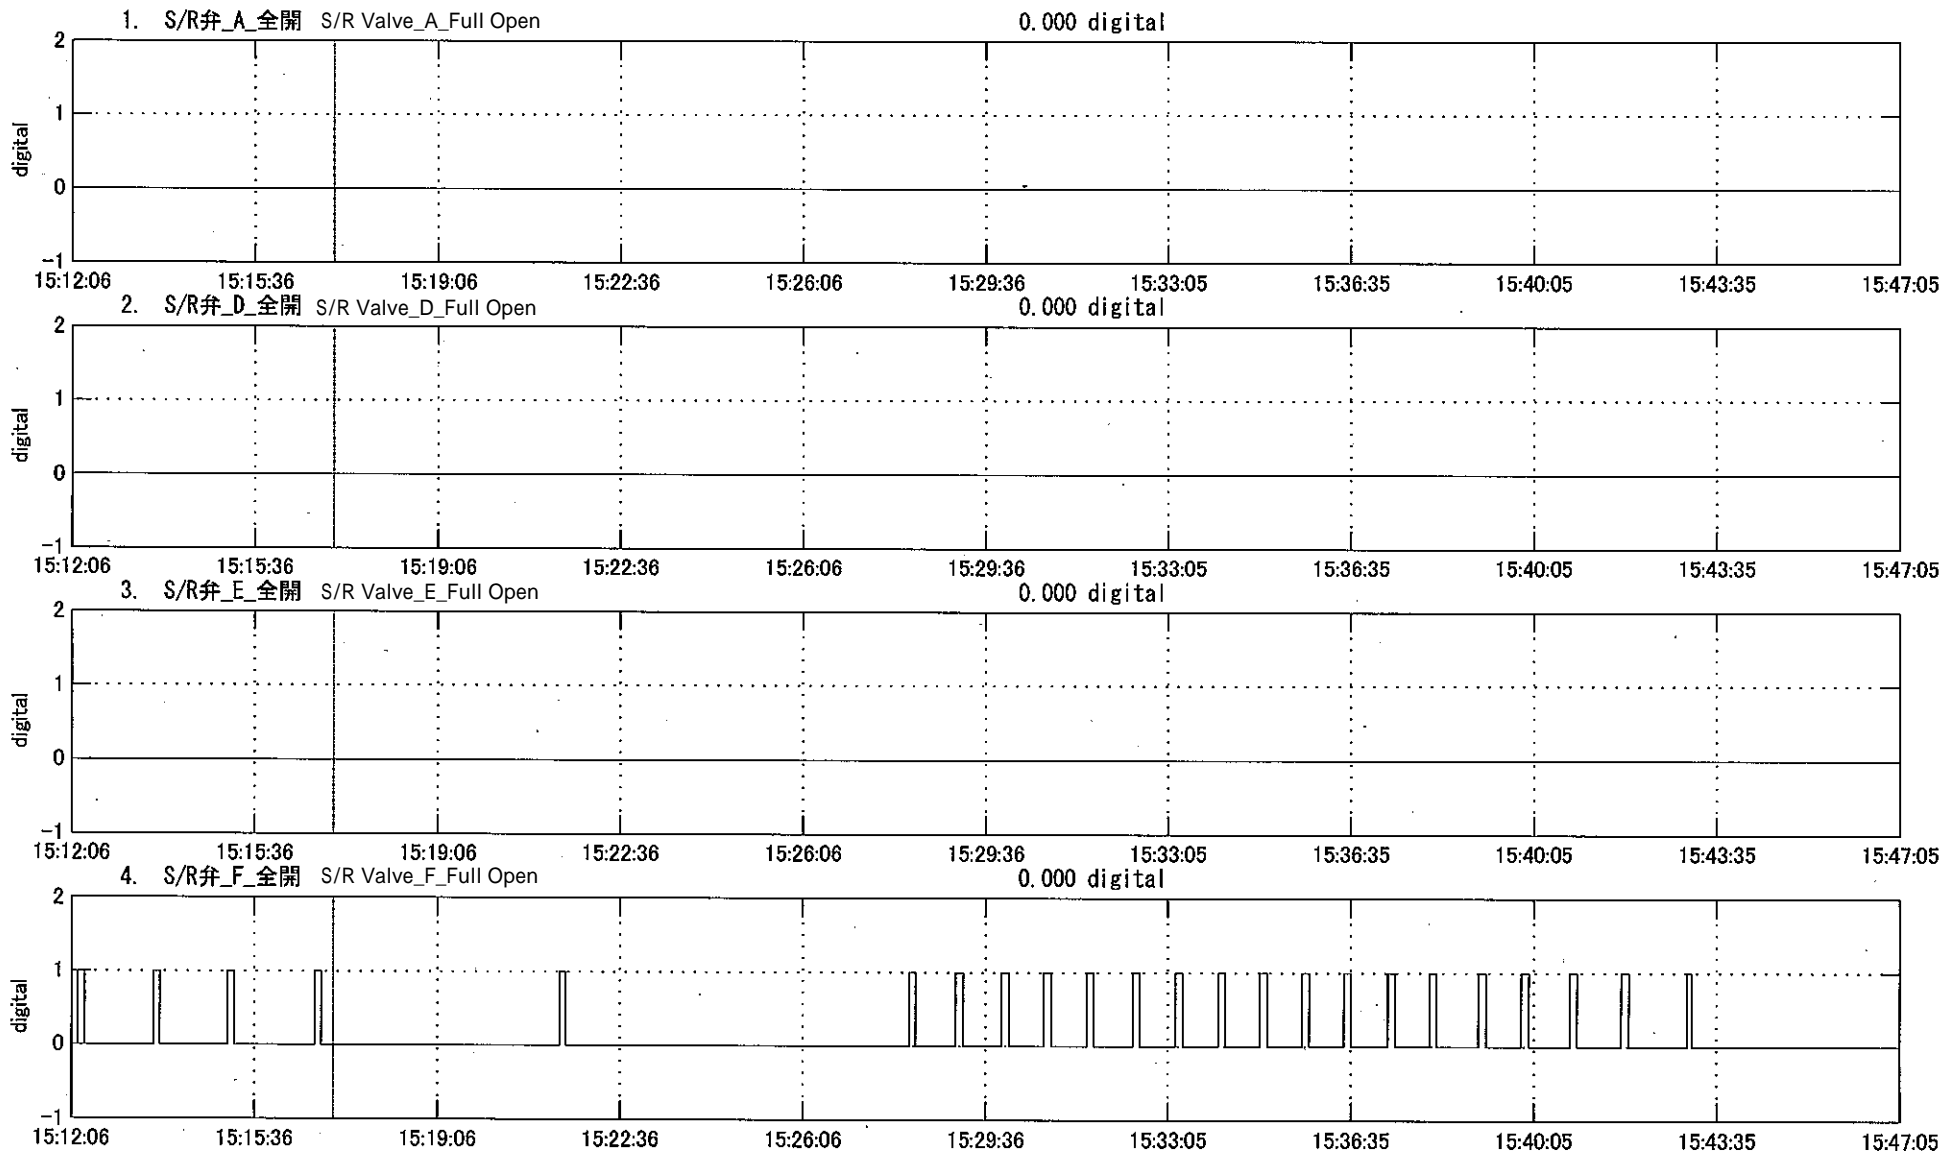 1. S/R弁_A_全開 S/R Valve_A_Full Open 0.000 digital
2
1
digital
0
-1
15:12:06 15:15:36 15:19:06 15:22:36 15:26:06 15:29:36 15:33:05 15:36:35 15:40:05 15:43:35 15:47:05
2. S/R弁_D_全開 S/R Valve_D_Full Open 0.000 digital
2
1
digital
0
-1
15:12:06 15:15:36 15:19:06 15:22:36 15:26:06 15:29:36 15:33:05 15:36:35 15:40:05 15:43:35 15:47:05
3. S/R弁_E_全開 S/R Valve_E_Full Open 0.000 digital
2
1
digital
0
-1
15:12:06 15:15:36 15:19:06 15:22:36 15:26:06 15:29:36 15:33:05 15:36:35 15:40:05 15:43:35 15:47:05
4. S/R弁_F_全開 S/R Valve_F_Full Open 0.000 digital
2
1
digital
0
-1
15:12:06 15:15:36 15:19:06 15:22:36 15:26:06 15:29:36 15:33:05 15:36:35 15:40:05 15:43:35 15:47:05